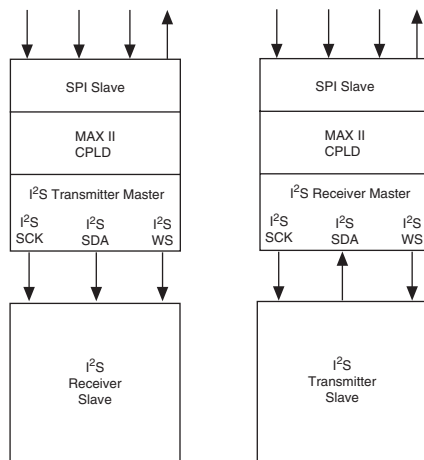 SPI Slave
MAX II
CPLD
I²S Transmitter Master
I²S
SCK
I²S
SDA
I²S
WS
I²S
Receiver
Slave
SPI Slave
MAX II
CPLD
I²S Receiver Master
I²S
SCK
I²S
SDA
I²S
WS
I²S
Transmitter
Slave